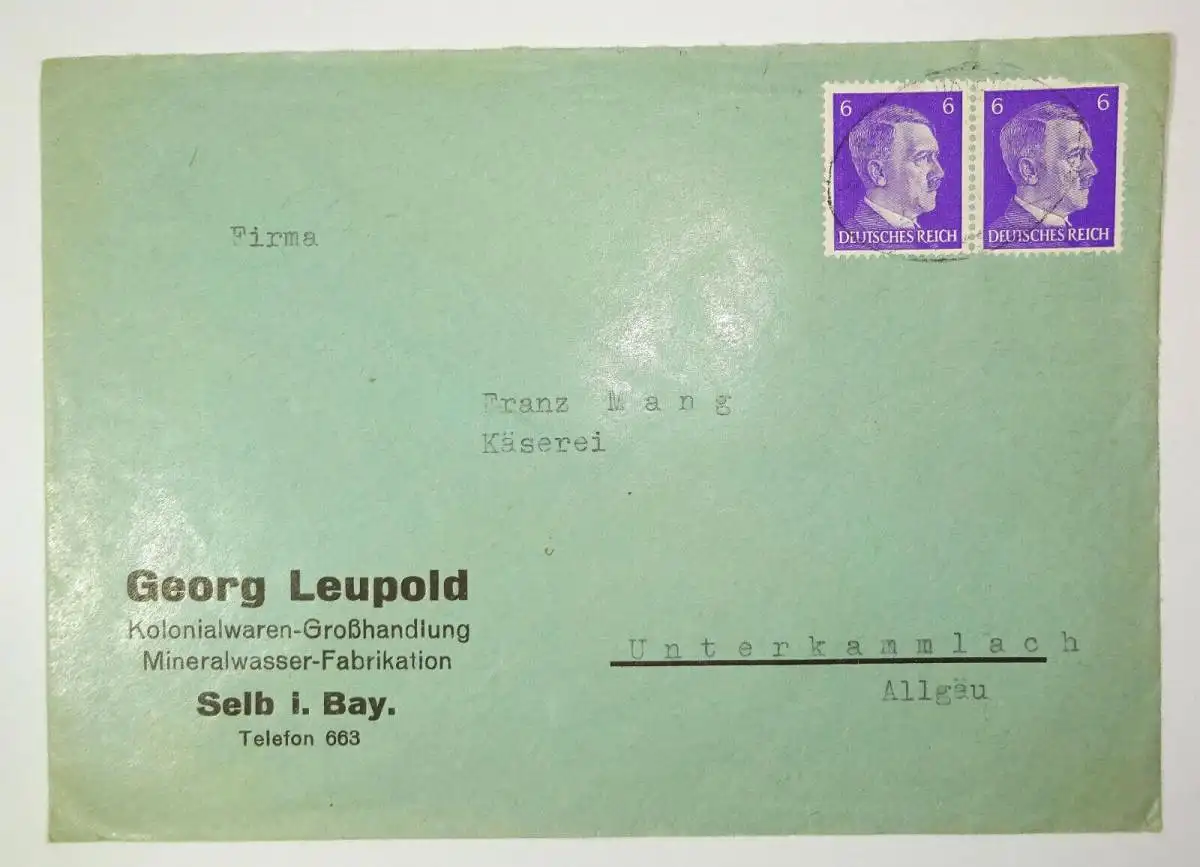 6 6
DEUTSCHES REICH
6 6
DEUTSCHES REICH
Firma
Franz Mang
Käserei
Georg Leupold
Kolonialwaren-Großhandlung
Mineralwasser-Fabrikation
Selb i. Bay.
Telefon 663
Unterkammlach
Allgäu